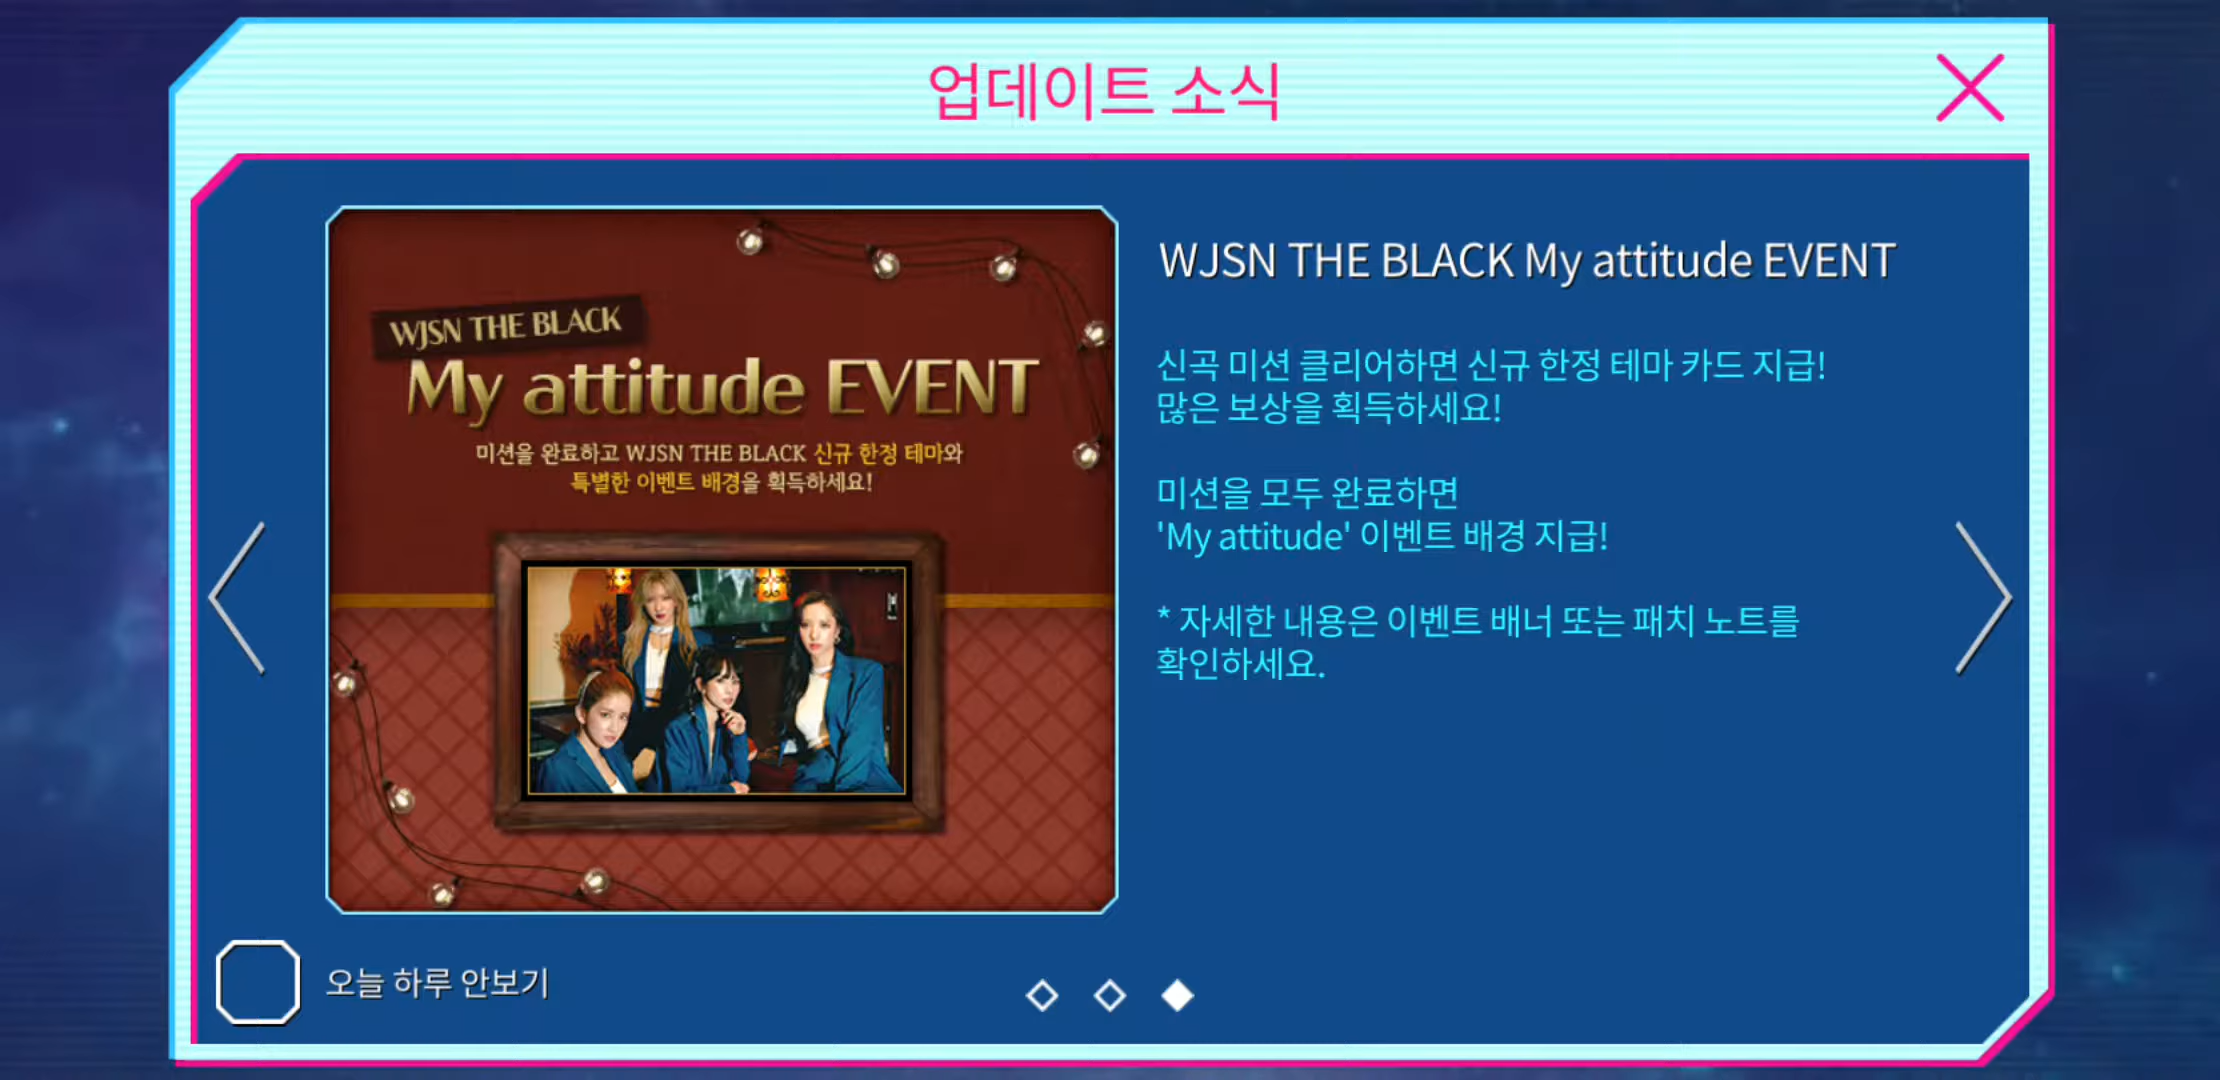 업데이트 소식
WJSN THE BLACK
My attitude EVENT
미션을 완료하고 WJSN THE BLACK 신규 한정 테마와
특별한 이벤트 배경을 획득하세요!
WJSN THE BLACK My attitude EVENT
신곡 미션 클리어하면 신규 한정 테마 카드 지급!
많은 보상을 획득하세요!
미션을 모두 완료하면
'My attitude' 이벤트 배경 지급!
* 자세한 내용은 이벤트 배너 또는 패치 노트를
확인하세요.
오늘 하루 안보기